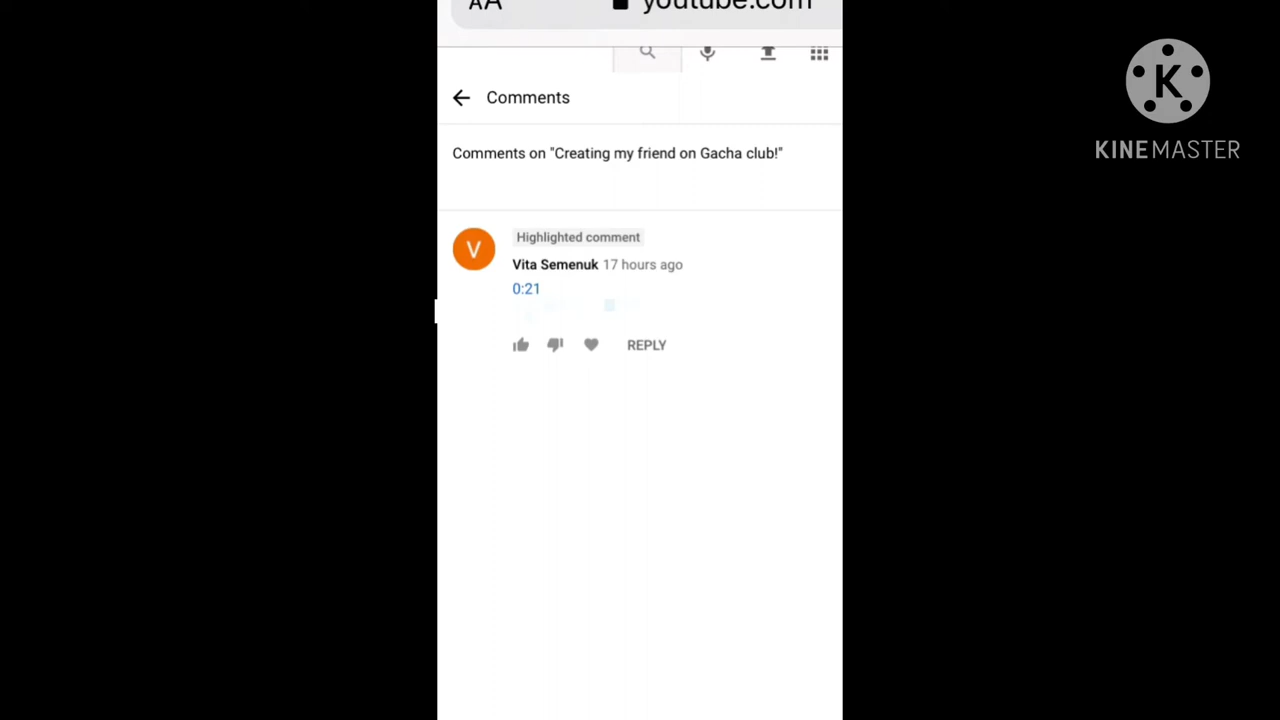 AA youtube.com
Comments
Comments on "Creating my friend on Gacha club!"
V
Highlighted comment
Vita Semenuk 17 hours ago
0:21
REPLY
K
KINEMASTER